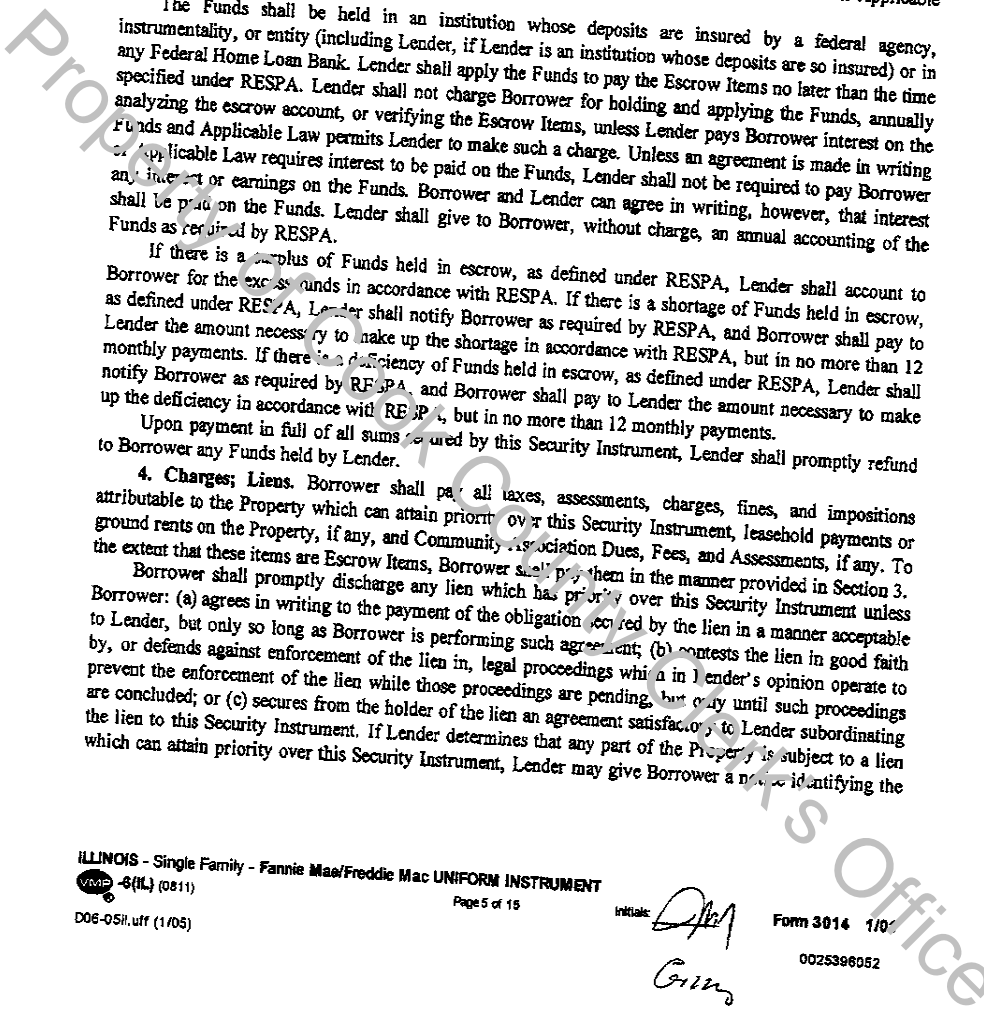 The Funds shall be held in an institution whose deposits are insured by a federal agency,
instrumentality, or entity (including Lender, if Lender is an institution whose deposits are so insured) or in
any Federal Home Loan Bank. Lender shall apply the Funds to pay the Escrow Items no later than the time
specified under RESPA. Lender shall not charge Borrower for holding and applying the Funds, annually
analyzing the escrow account, or verifying the Escrow Items, unless Lender pays Borrower interest on the
Funds and Applicable Law permits Lender to make such a charge. Unless an agreement is made in writing
or Applicable Law requires interest to be paid on the Funds, Lender shall not be required to pay Borrower
any interest or earnings on the Funds. Borrower and Lender can agree in writing, however, that interest
shall be paid on the Funds. Lender shall give to Borrower, without charge, an annual accounting of the
Funds as required by RESPA.
If there is a surplus of Funds held in escrow, as defined under RESPA, Lender shall account to
Borrower for the excess funds in accordance with RESPA. If there is a shortage of Funds held in escrow,
as defined under RESPA, Lender shall notify Borrower as required by RESPA, and Borrower shall pay to
Lender the amount necessary to make up the shortage in accordance with RESPA, but in no more than 12
monthly payments. If there is a deficiency of Funds held in escrow, as defined under RESPA, Lender shall
notify Borrower as required by RESPA, and Borrower shall pay to Lender the amount necessary to make
up the deficiency in accordance with RESPA, but in no more than 12 monthly payments.
Upon payment in full of all sums secured by this Security Instrument, Lender shall promptly refund
to Borrower any Funds held by Lender.
4. Charges; Liens. Borrower shall pay all taxes, assessments, charges, fines, and impositions
attributable to the Property which can attain priority over this Security Instrument, leasehold payments or
ground rents on the Property, if any, and Community Association Dues, Fees, and Assessments, if any. To
the extent that these items are Escrow Items, Borrower shall pay them in the manner provided in Section 3.
Borrower shall promptly discharge any lien which has priority over this Security Instrument unless
Borrower: (a) agrees in writing to the payment of the obligation secured by the lien in a manner acceptable
to Lender, but only so long as Borrower is performing such agreement; (b) contests the lien in good faith
by, or defends against enforcement of the lien in, legal proceedings which in Lender's opinion operate to
prevent the enforcement of the lien while those proceedings are pending, but only until such proceedings
are concluded; or (c) secures from the holder of the lien an agreement satisfactory to Lender subordinating
the lien to this Security Instrument. If Lender determines that any part of the Property is subject to a lien
which can attain priority over this Security Instrument, Lender may give Borrower a notice identifying the
ILLINOIS - Single Family - Fannie Mae/Freddie Mac UNIFORM INSTRUMENT
VMP -6(IL) (0811)
Page 5 of 15
Initials:
Form 3014 1/01
D06-05il.uff (1/05)
0025396052
Property of Cook County Clerk's Office